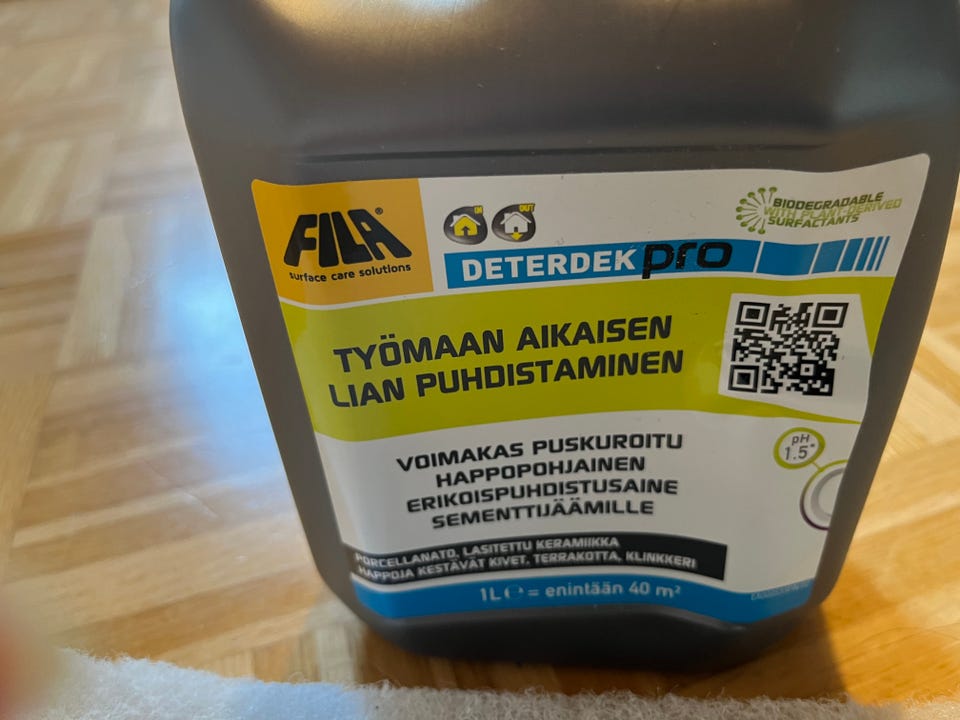 FILA®
surface care solutions
IN
OUT
BIODEGRADABLE
WITH PLANT-DERIVED
SURFACTANTS
DETERDEK pro
TYÖMAAN AIKAISEN
LIAN PUHDISTAMINEN
VOIMAKAS PUSKUROITU
HAPPOPOHJAINEN
ERIKOISPUHDISTUSAINE
SEMENTTIJÄÄMILLE
pH
1.5*
PORCELLANATO, LASITETTU KERAMIIKKA
HAPPOJA KESTÄVÄT KIVET, TERRAKOTTA, KLINKKERI
1L = enintään 40 m²